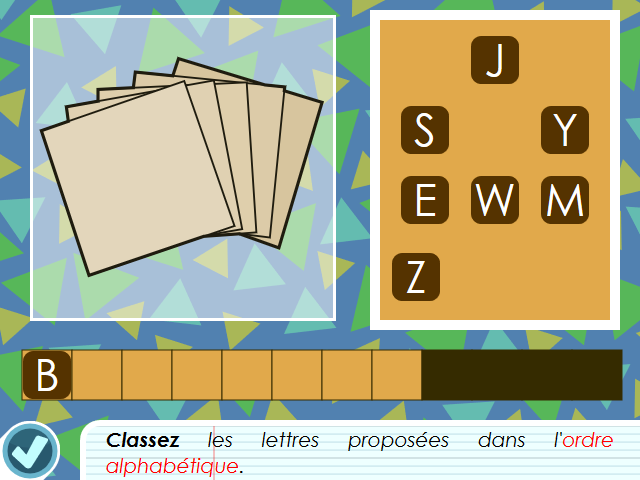 J
S Y
E W M
Z
B
Classez les lettres proposées dans l'ordre
alphabétique.